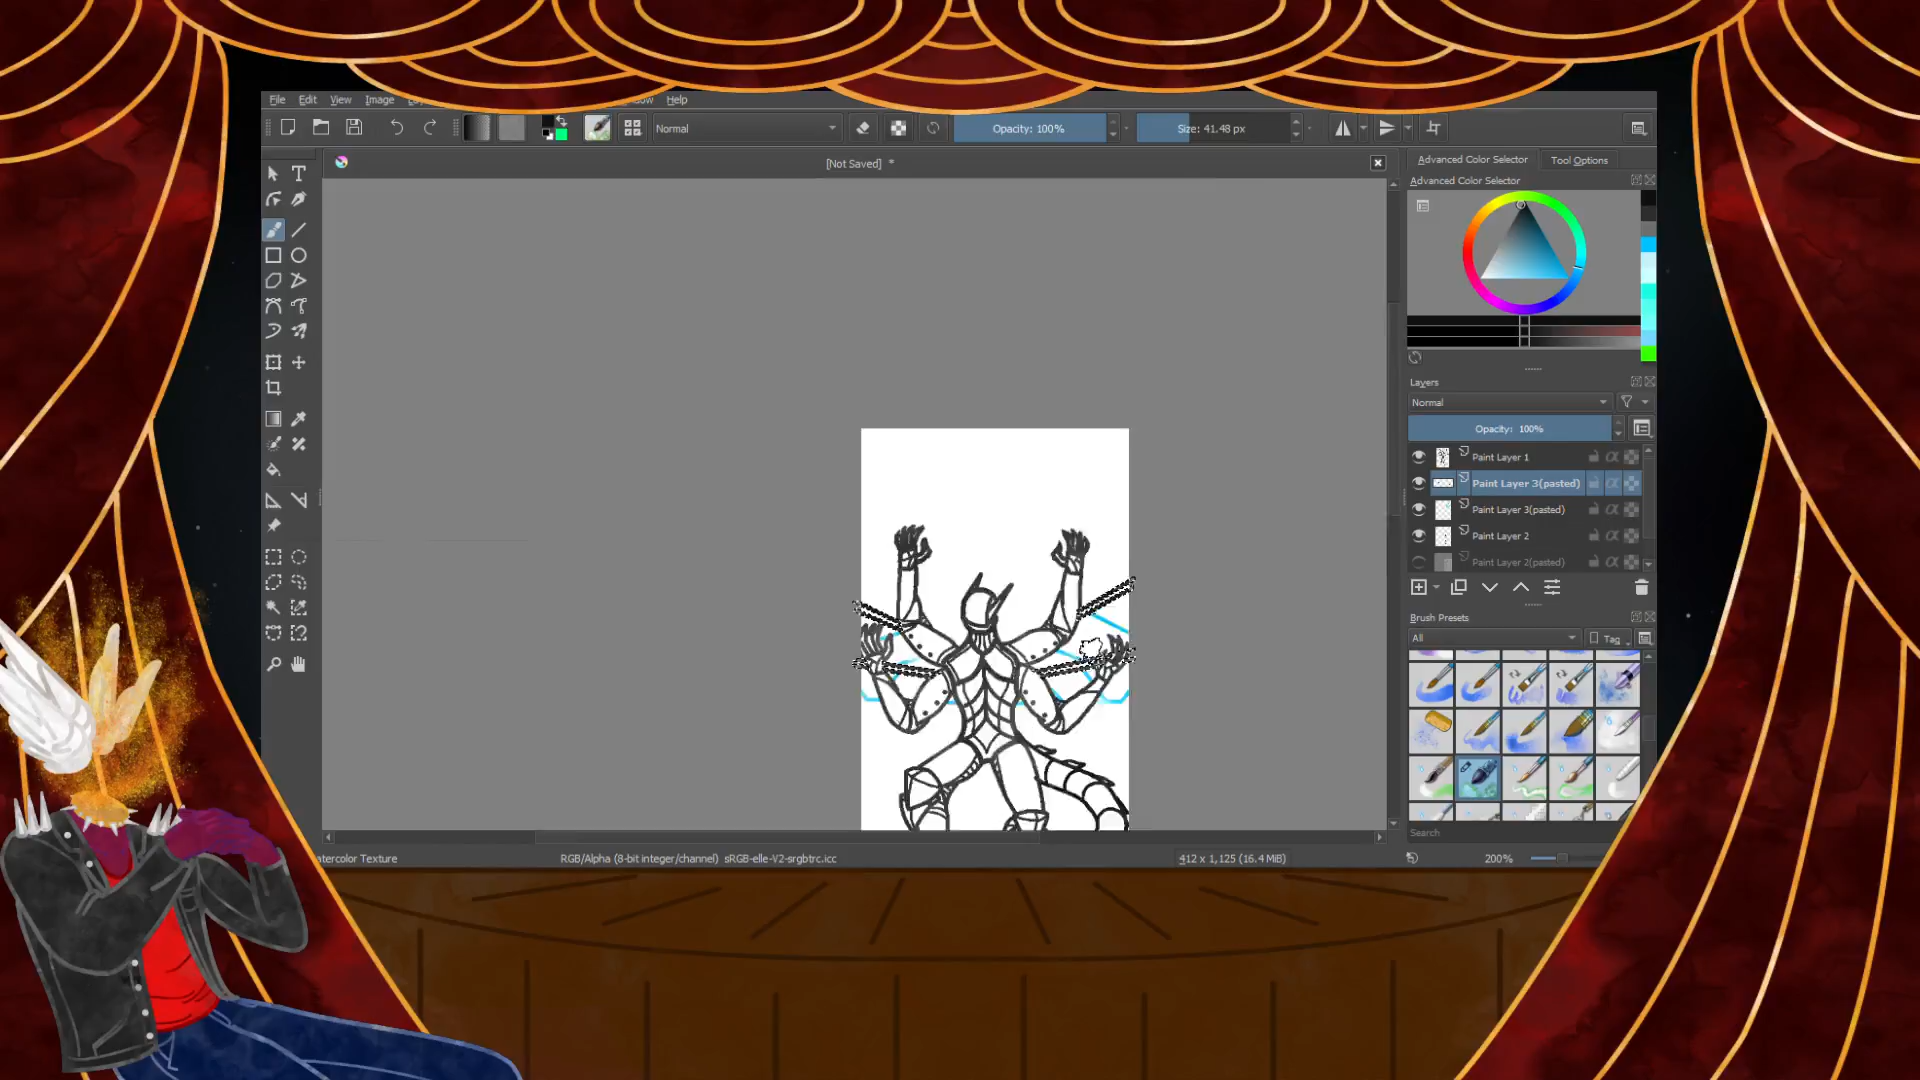 File Edit View Image Help
Normal
Opacity: 100%
Size: 41.48 px
[Not Saved] *
Advanced Color Selector
Tool Options
Advanced Color Selector
Layers
Normal
Opacity: 100%
Paint Layer 1
Paint Layer 3(pasted)
Paint Layer 3(pasted)
Paint Layer 2
Paint Layer 2(pasted)
Brush Presets
All
Tag
Search
atercolor Texture
RGB/Alpha (8-bit integer/channel) sRGB-elle-V2-srgbtrc.icc
412 x 1,125 (16.4 MiB)
200%